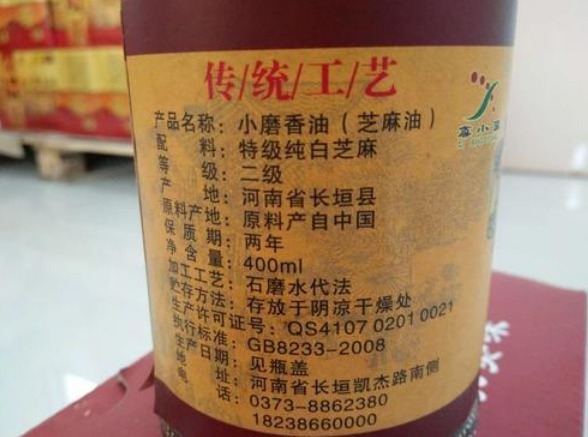 传/统/工/艺
产品名称：小磨香油（芝麻油）
配料：特级纯白芝麻
等级：二级
产地：河南省长垣县
原料产地：原料产自中国
保质期：两年
净含量：400ml
加工工艺：石磨水代法
贮存方法：存放于阴凉干燥处
生产许可证号：QS4107 0201 0021
执行标准：GB8233-2008
生产日期：见瓶盖
地址：河南省长垣凯杰路南侧
电话：0373-8862380
18238660000